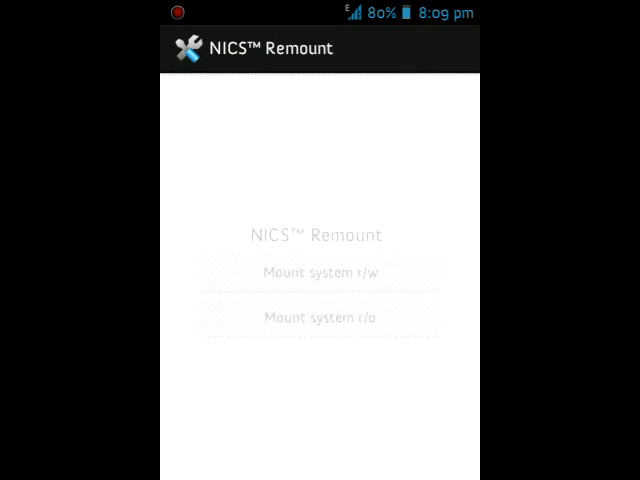 E 80% 8:09 pm
NICS™ Remount
NICS™ Remount
Mount system r/w
Mount system r/o